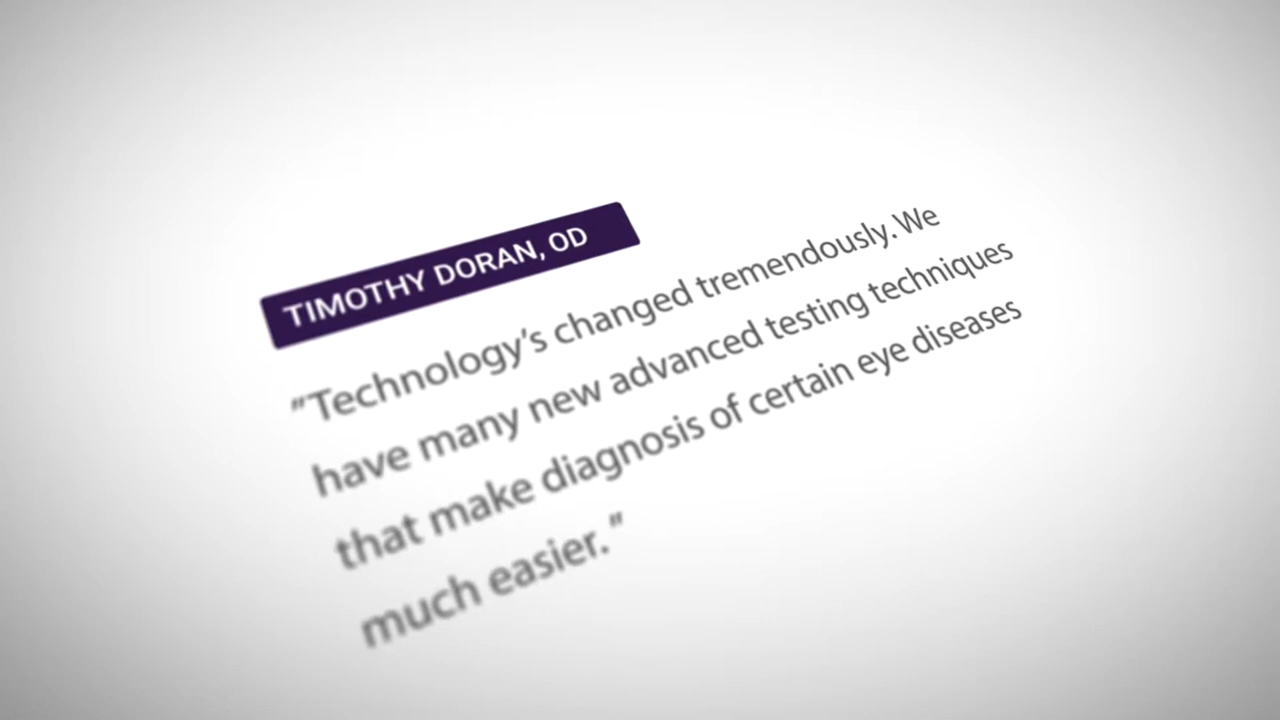 TIMOTHY DORAN, OD
“Technology’s changed tremendously. We
have many new advanced testing techniques
that make diagnosis of certain eye diseases
much easier.”